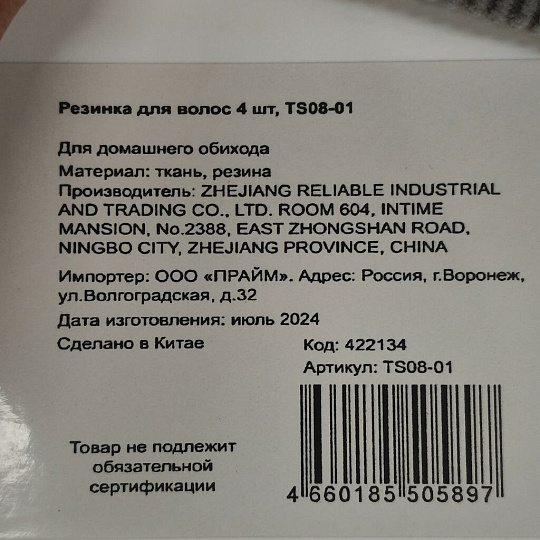 Резинка для волос 4 шт, TS08-01
Для домашнего обихода
Материал: ткань, резина
Производитель: ZHEJIANG RELIABLE INDUSTRIAL
AND TRADING CO., LTD. ROOM 604, INTIME
MANSION, No.2388, EAST ZHONGSHAN ROAD,
NINGBO CITY, ZHEJIANG PROVINCE, CHINA
Импортер: ООО «ПРАЙМ». Адрес: Россия, г.Воронеж,
ул.Волгоградская, д.32
Дата изготовления: июль 2024
Сделано в Китае
Код: 422134
Артикул: TS08-01
Товар не подлежит
обязательной
сертификации
4 660185 505897